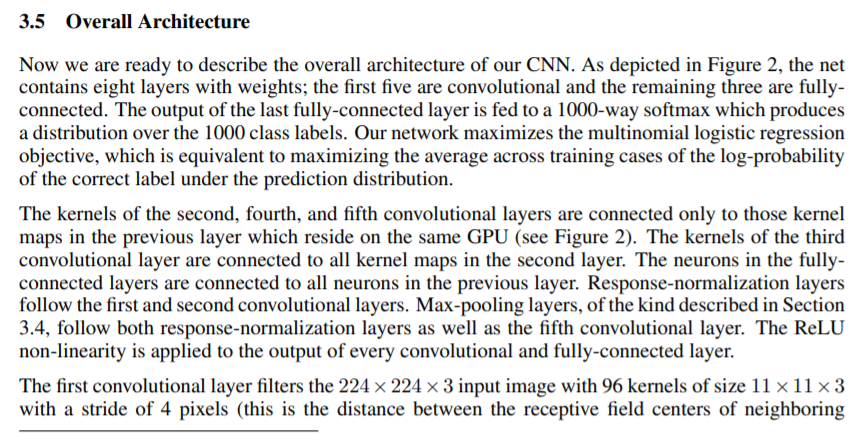 3.5 Overall Architecture
Now we are ready to describe the overall architecture of our CNN. As depicted in Figure 2, the net
contains eight layers with weights; the first five are convolutional and the remaining three are fully-
connected. The output of the last fully-connected layer is fed to a 1000-way softmax which produces
a distribution over the 1000 class labels. Our network maximizes the multinomial logistic regression
objective, which is equivalent to maximizing the average across training cases of the log-probability
of the correct label under the prediction distribution.
The kernels of the second, fourth, and fifth convolutional layers are connected only to those kernel
maps in the previous layer which reside on the same GPU (see Figure 2). The kernels of the third
convolutional layer are connected to all kernel maps in the second layer. The neurons in the fully-
connected layers are connected to all neurons in the previous layer. Response-normalization layers
follow the first and second convolutional layers. Max-pooling layers, of the kind described in Section
3.4, follow both response-normalization layers as well as the fifth convolutional layer. The ReLU
non-linearity is applied to the output of every convolutional and fully-connected layer.
The first convolutional layer filters the 224 × 224 × 3 input image with 96 kernels of size 11 × 11 × 3
with a stride of 4 pixels (this is the distance between the receptive field centers of neighboring